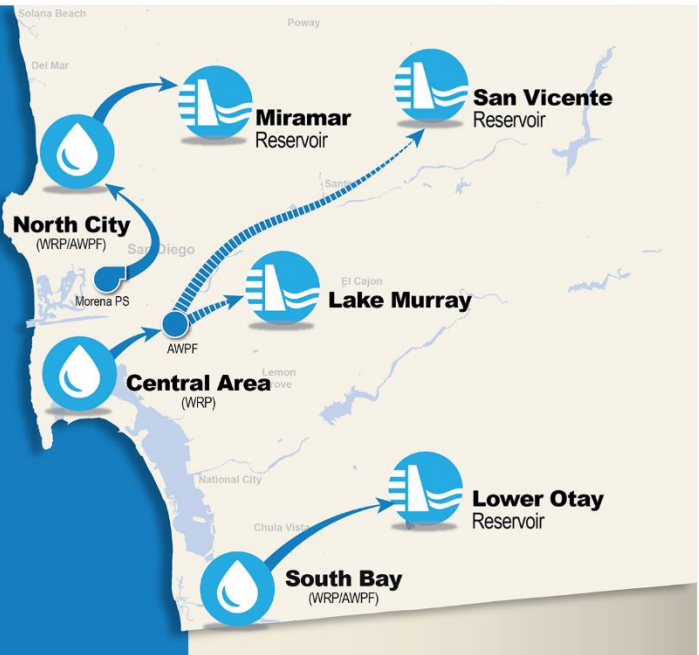 Solana Beach
Poway
Del Mar
Miramar
Reservoir
San Vicente
Reservoir
North City
(WRP/AWPF)
San Diego
El Cajon
Morena PS
Lake Murray
AWPF
Lemon
Central Area
(WRP)
National City
Lower Otay
Reservoir
Chula Vista
South Bay
(WRP/AWPF)